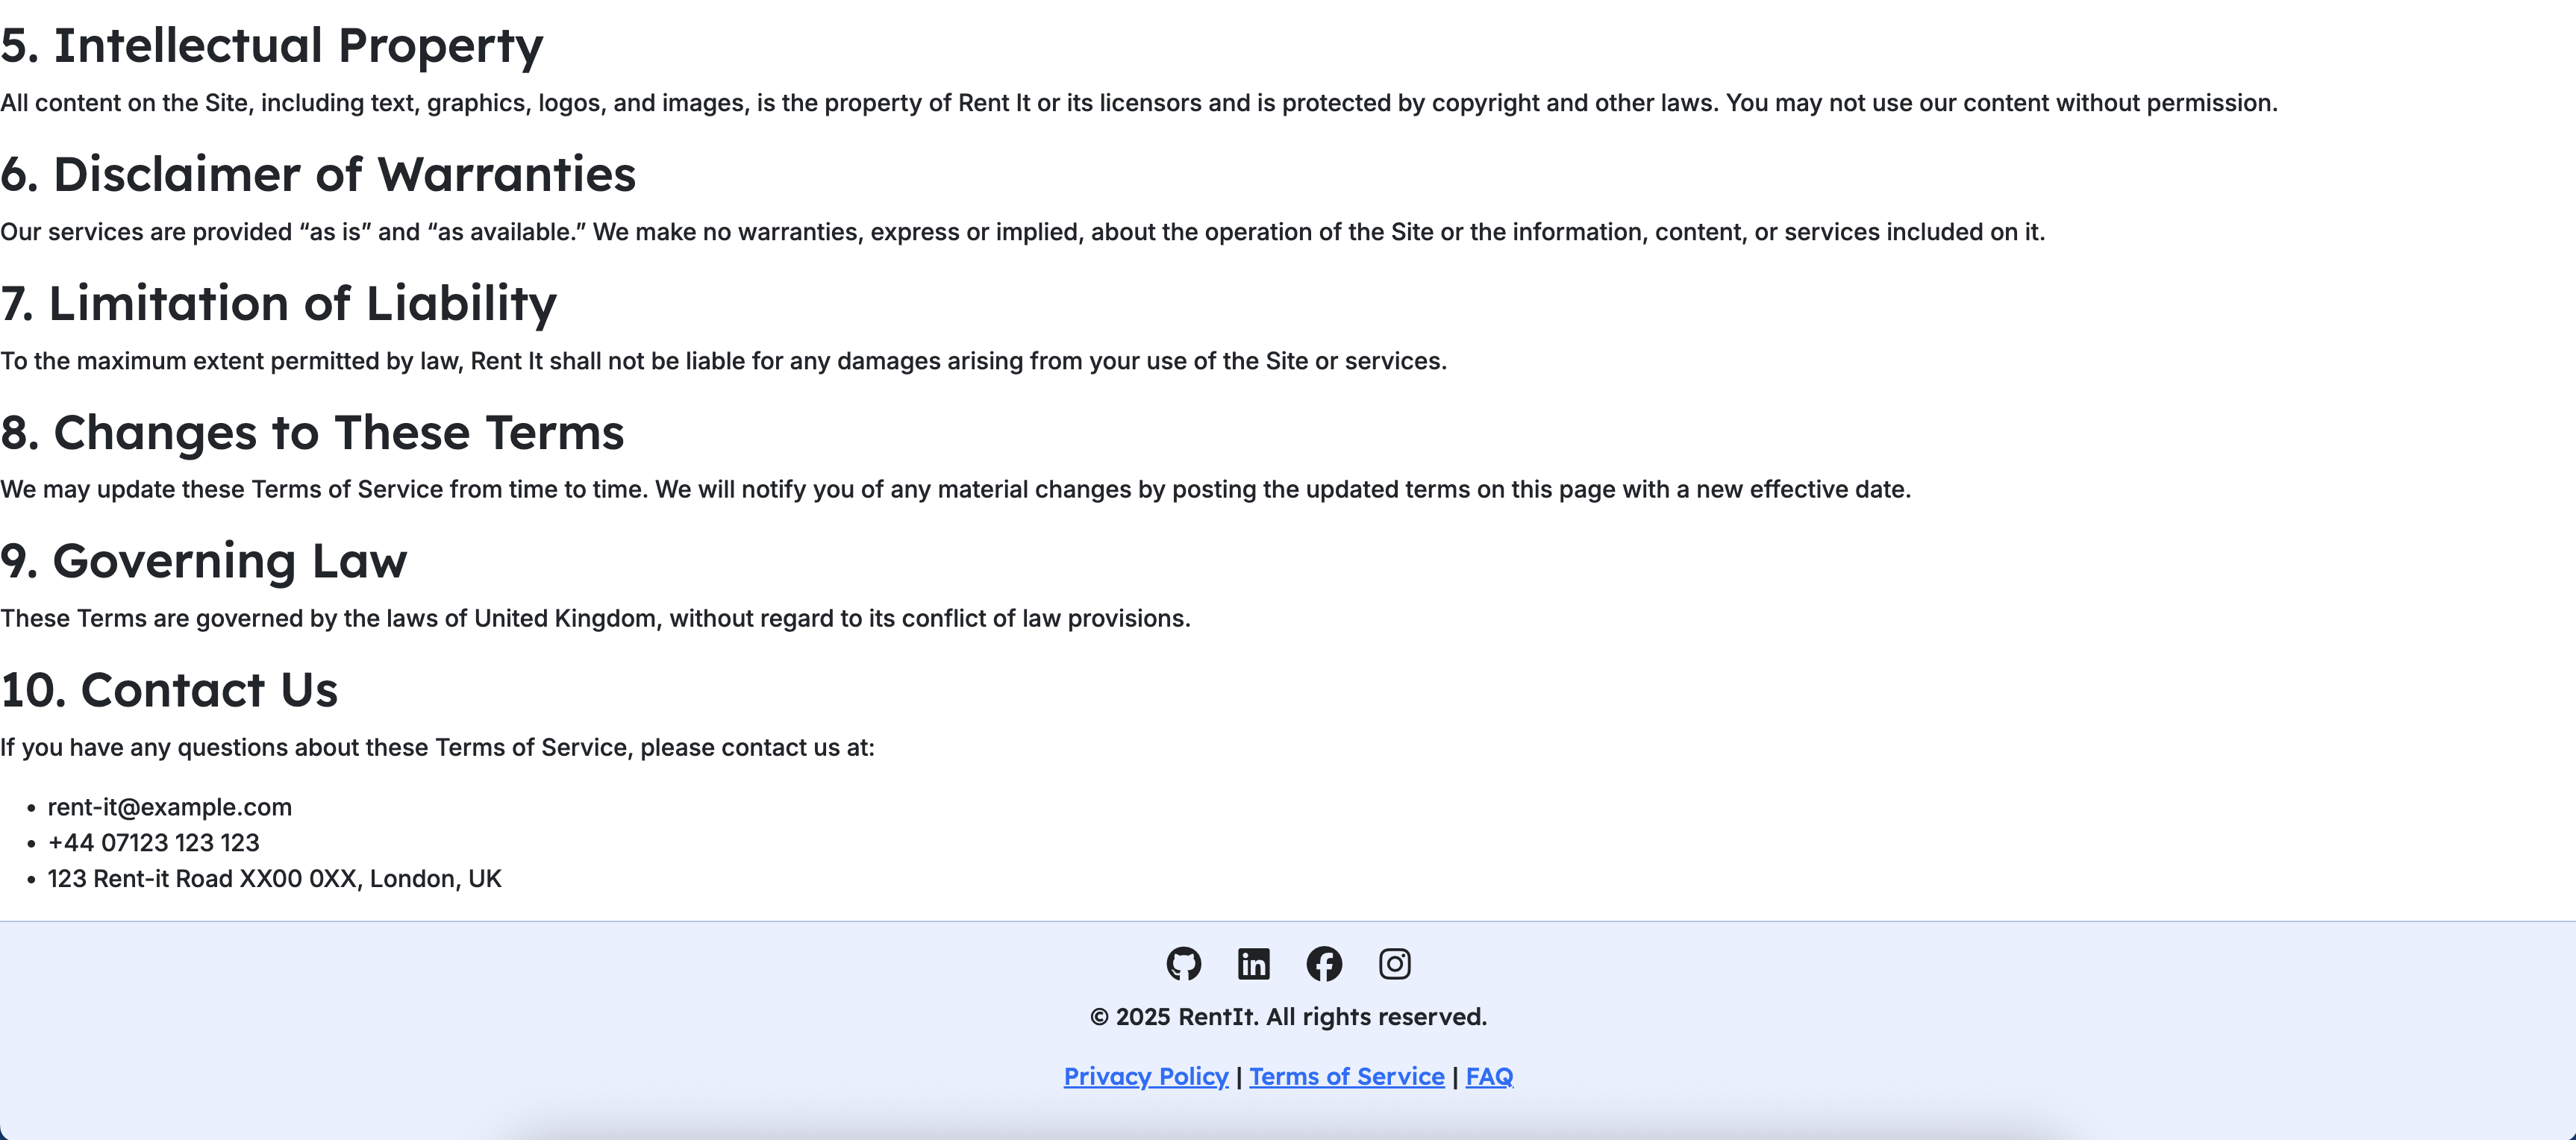 5. Intellectual Property
All content on the Site, including text, graphics, logos, and images, is the property of Rent It or its licensors and is protected by copyright and other laws. You may not use our content without permission.
6. Disclaimer of Warranties
Our services are provided “as is” and “as available.” We make no warranties, express or implied, about the operation of the Site or the information, content, or services included on it.
7. Limitation of Liability
To the maximum extent permitted by law, Rent It shall not be liable for any damages arising from your use of the Site or services.
8. Changes to These Terms
We may update these Terms of Service from time to time. We will notify you of any material changes by posting the updated terms on this page with a new effective date.
9. Governing Law
These Terms are governed by the laws of United Kingdom, without regard to its conflict of law provisions.
10. Contact Us
If you have any questions about these Terms of Service, please contact us at:
• rent-it@example.com
• +44 07123 123 123
• 123 Rent-it Road XX00 0XX, London, UK
© 2025 RentIt. All rights reserved.
Privacy Policy | Terms of Service | FAQ